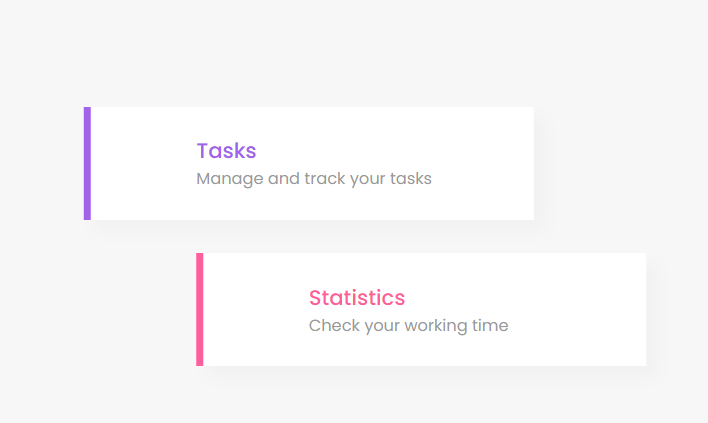 Tasks
Manage and track your tasks
Statistics
Check your working time